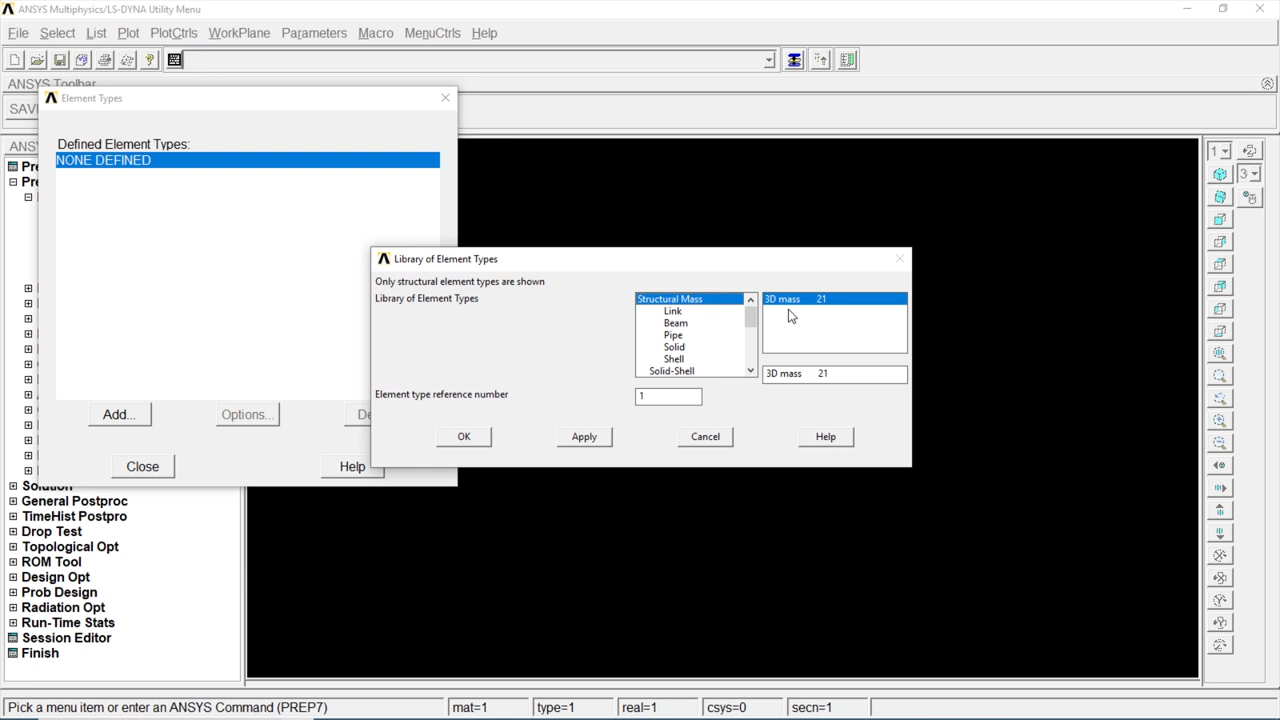 ANSYS Multiphysics/LS-DYNA Utility Menu
File Select List Plot PlotCtrls WorkPlane Parameters Macro MenuCtrls Help
ANSYS Toolbar
Element Types
Defined Element Types:
NONE DEFINED
Add... Options...
Close Help
Library of Element Types
Only structural element types are shown
Library of Element Types
Structural Mass
Link
Beam
Pipe
Solid
Shell
Solid-Shell
3D mass 21
3D mass 21
Element type reference number 1
OK Apply Cancel Help
1
3
Solution
General Postproc
TimeHist Postpro
Drop Test
Topological Opt
ROM Tool
Design Opt
Prob Design
Radiation Opt
Run-Time Stats
Session Editor
Finish
Pick a menu item or enter an ANSYS Command (PREP7) mat=1 type=1 real=1 csys=0 secn=1